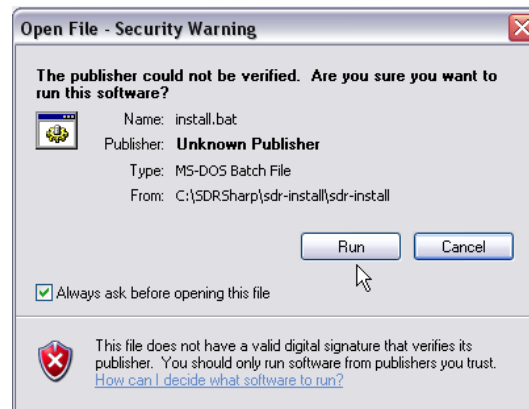 Open File - Security Warning
The publisher could not be verified. Are you sure you want to
run this software?
Name: install.bat
Publisher: Unknown Publisher
Type: MS-DOS Batch File
From: C:\SDRSharp\sdr-install\sdr-install
Run Cancel
Always ask before opening this file
This file does not have a valid digital signature that verifies its
publisher. You should only run software from publishers you trust.
How can I decide what software to run?